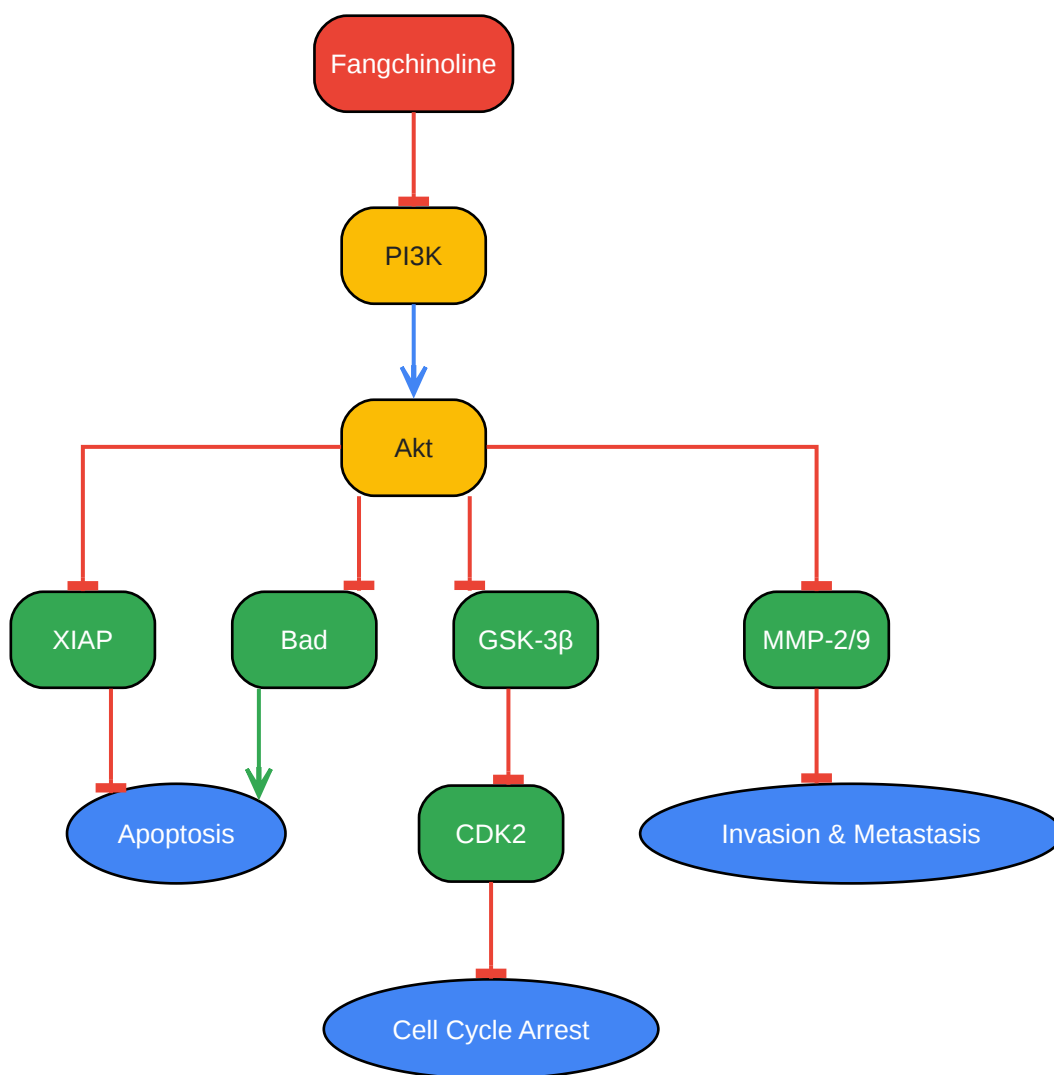 Fangchinoline
PI3K
Akt
XIAP
Bad
GSK-3β
MMP-2/9
Apoptosis
CDK2
Invasion & Metastasis
Cell Cycle Arrest